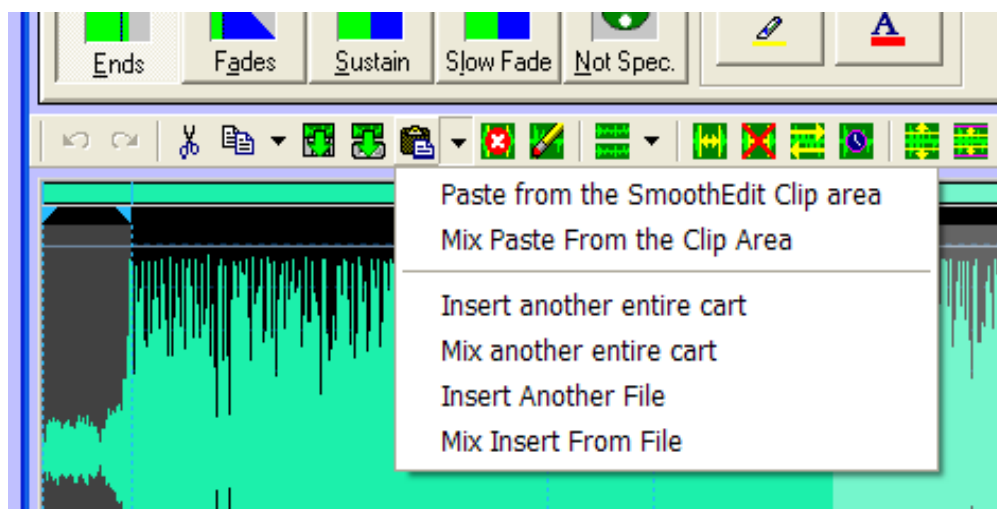 Ends Fades Sustain Slow Fade Not Spec. A
Paste from the SmoothEdit Clip area
Mix Paste From the Clip Area
Insert another entire cart
Mix another entire cart
Insert Another File
Mix Insert From File